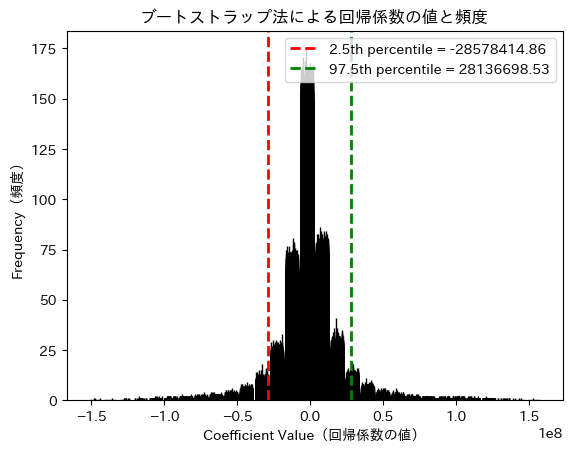 ブートストラップ法による回帰係数の値と頻度
2.5th percentile = -28578414.86
97.5th percentile = 28136698.53
Frequency（頻度）
175
150
125
100
75
50
25
0
−1.5
−1.0
−0.5
0.0
0.5
1.0
1.5
1e8
Coefficient Value（回帰係数の値）